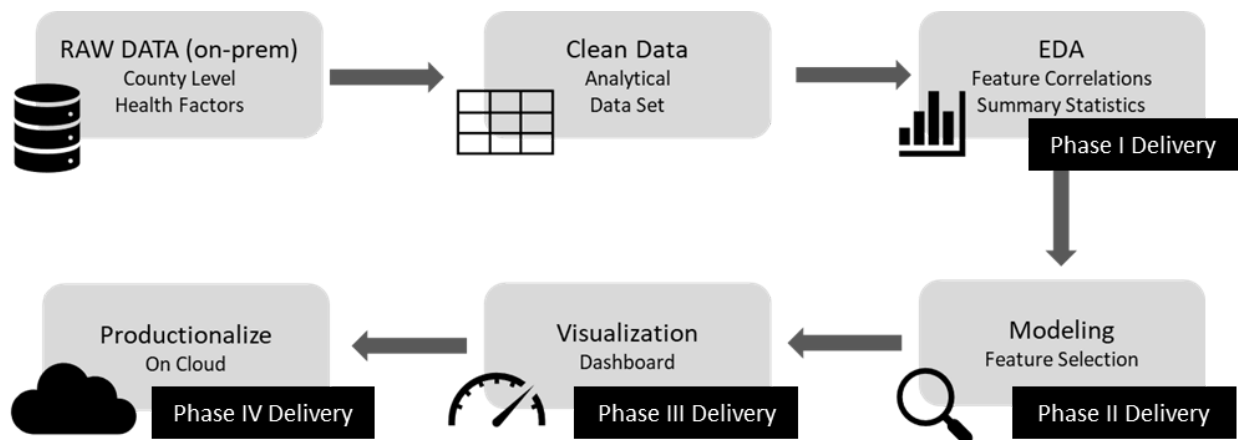 RAW DATA (on-prem)
County Level
Health Factors
Clean Data
Analytical
Data Set
EDA
Feature Correlations
Summary Statistics
Phase I Delivery
Modeling
Feature Selection
Phase II Delivery
Visualization
Dashboard
Phase III Delivery
Productionalize
On Cloud
Phase IV Delivery